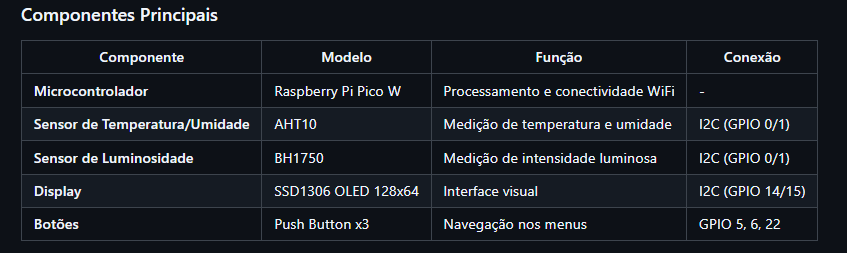 Componentes Principais
Componente Modelo Função Conexão
Microcontrolador Raspberry Pi Pico W Processamento e conectividade WiFi -
Sensor de Temperatura/Umidade AHT10 Medição de temperatura e umidade I2C (GPIO 0/1)
Sensor de Luminosidade BH1750 Medição de intensidade luminosa I2C (GPIO 0/1)
Display SSD1306 OLED 128x64 Interface visual I2C (GPIO 14/15)
Botões Push Button x3 Navegação nos menus GPIO 5, 6, 22